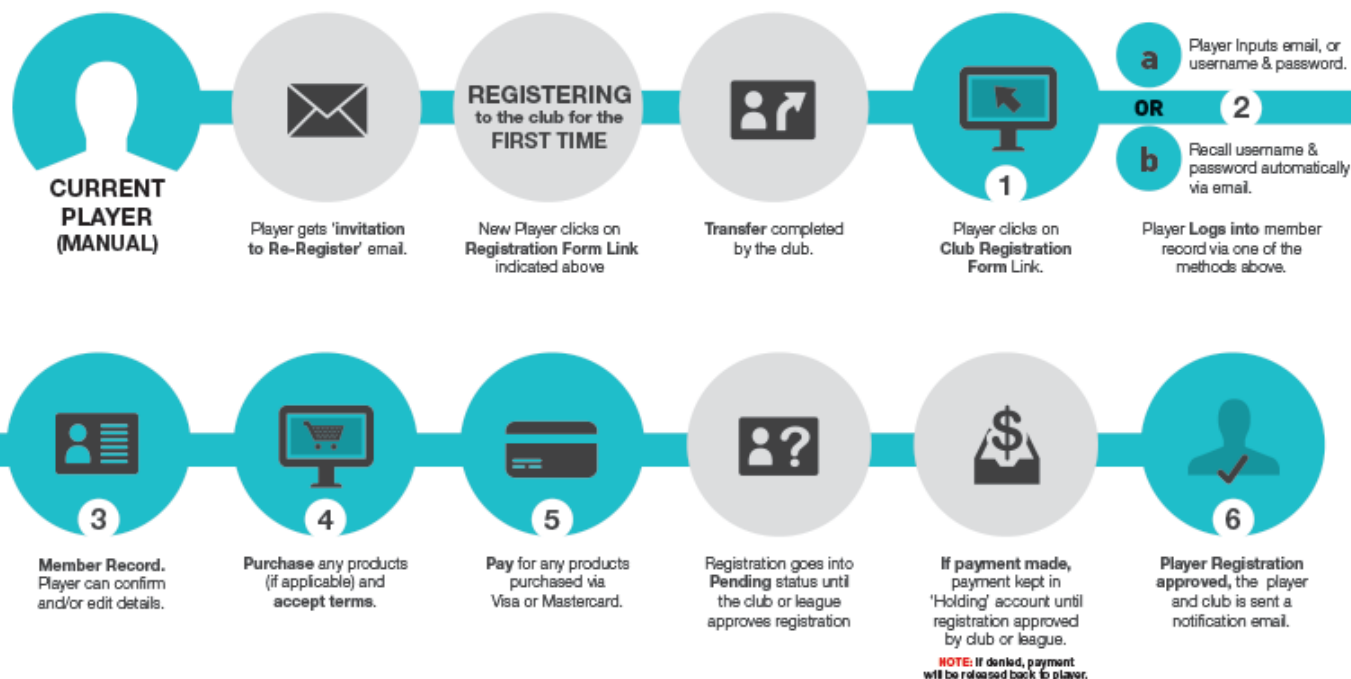 CURRENT
PLAYER
(MANUAL)
Player gets 'invitation
to Re-Register' email.
REGISTERING
to the club for the
FIRST TIME
New Player clicks on
Registration Form Link
indicated above
Transfer completed
by the club.
1
Player clicks on
Club Registration
Form Link.
a
Player Inputs email, or
username & password.
OR
2
b
Recall username &
password automatically
via email.
Player Logs into member
record via one of the
methods above.
3
Member Record.
Player can confirm
and/or edit details.
4
Purchase any products
(if applicable) and
accept terms.
5
Pay for any products
purchased via
Visa or Mastercard.
?
Registration goes into
Pending status until
the club or league
approves registration
$
If payment made,
payment kept in
'Holding' account until
registration approved
by club or league.
NOTE: If denied, payment
will be released back to player.
6
Player Registration
approved, the player
and club is sent a
notification email.